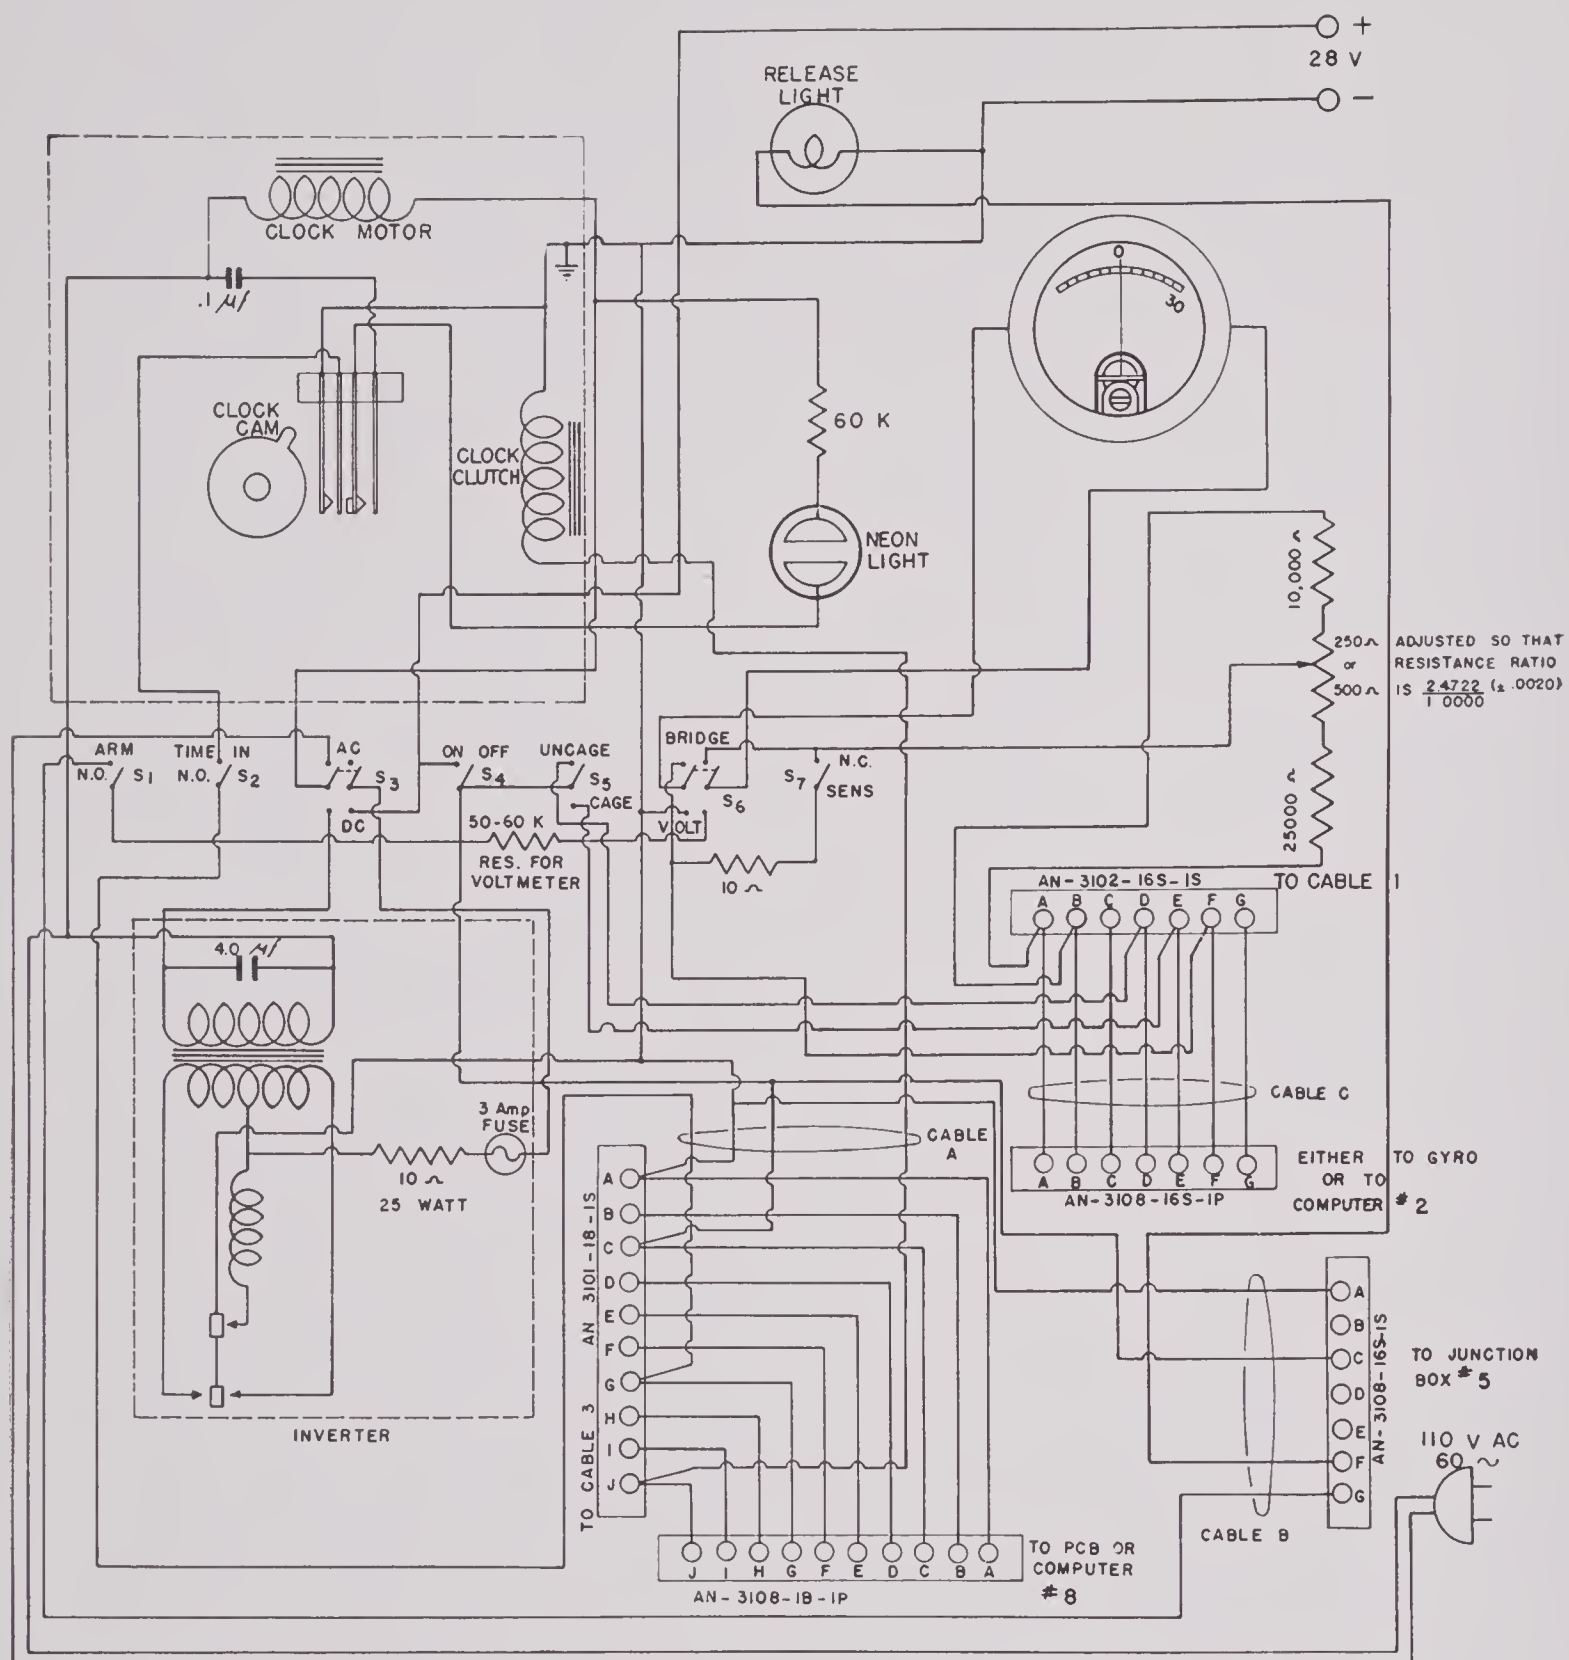 +
28 V
−
RELEASE
LIGHT
CLOCK MOTOR
.1 μf
0
30
CLOCK
CAM
CLOCK
CLUTCH
60 K
NEON
LIGHT
10,000 Ω
250 Ω
or
500 Ω
ADJUSTED SO THAT
RESISTANCE RATIO
IS 2.4722 (± .0020)
1 0000
25000 Ω
ARM
N.O. S1
TIME IN
N.O. S2
AC
S3
DC
ON OFF
S4
UNCAGE
S5
CAGE
BRIDGE
S6
VOLT
N.C.
S7
SENS
50-60 K
RES. FOR
VOLTMETER
10 Ω
AN-3102-16S-1S
TO CABLE 1
A B C D E F G
4.0 μf
CABLE C
3 Amp
FUSE
10 Ω
25 WATT
CABLE
A
A B C D E F G
AN-3108-16S-1P
EITHER TO GYRO
OR TO
COMPUTER #2
A
B
C
D
E
F
G
H
I
J
TO CABLE 3 AN 3101-18-1S
INVERTER
A
B
C
D
E
F
G
AN-3108-16S-1S
TO JUNCTION
BOX #5
110 V AC
60 ~
CABLE B
J I H G F E D C B A
AN-3108-18-1P
TO PCB OR
COMPUTER
#8